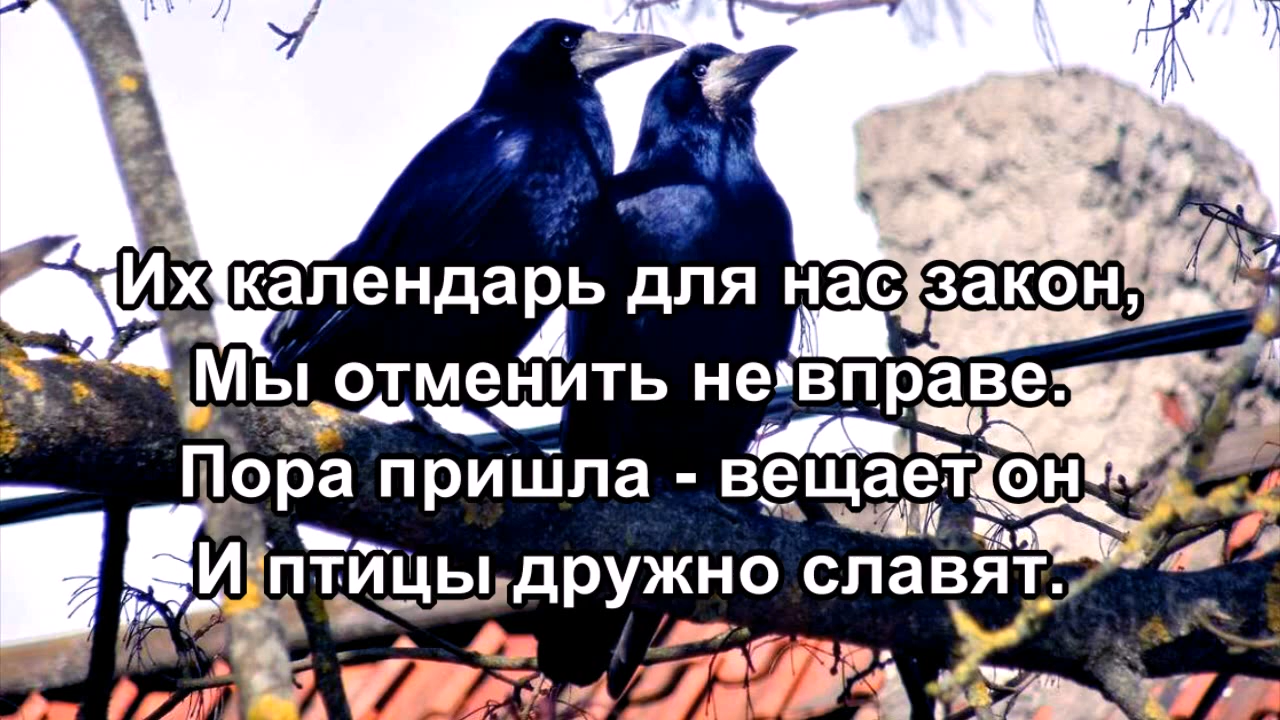 Их календарь для нас закон,
Мы отменить не вправе.
Пора пришла - вещает он
И птицы дружно славят.